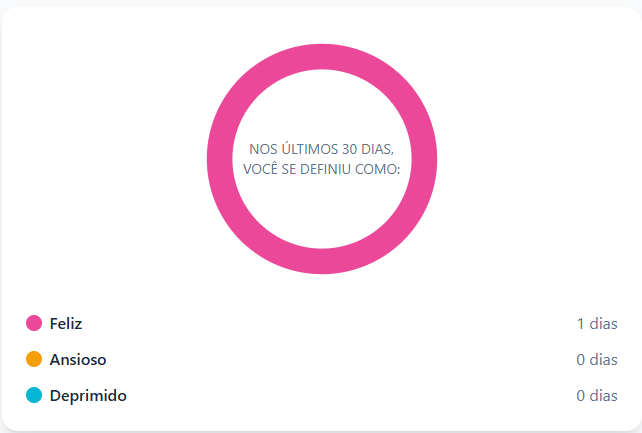 NOS ÚLTIMOS 30 DIAS,
VOCÊ SE DEFINIU COMO:
Feliz 1 dias
Ansioso 0 dias
Deprimido 0 dias